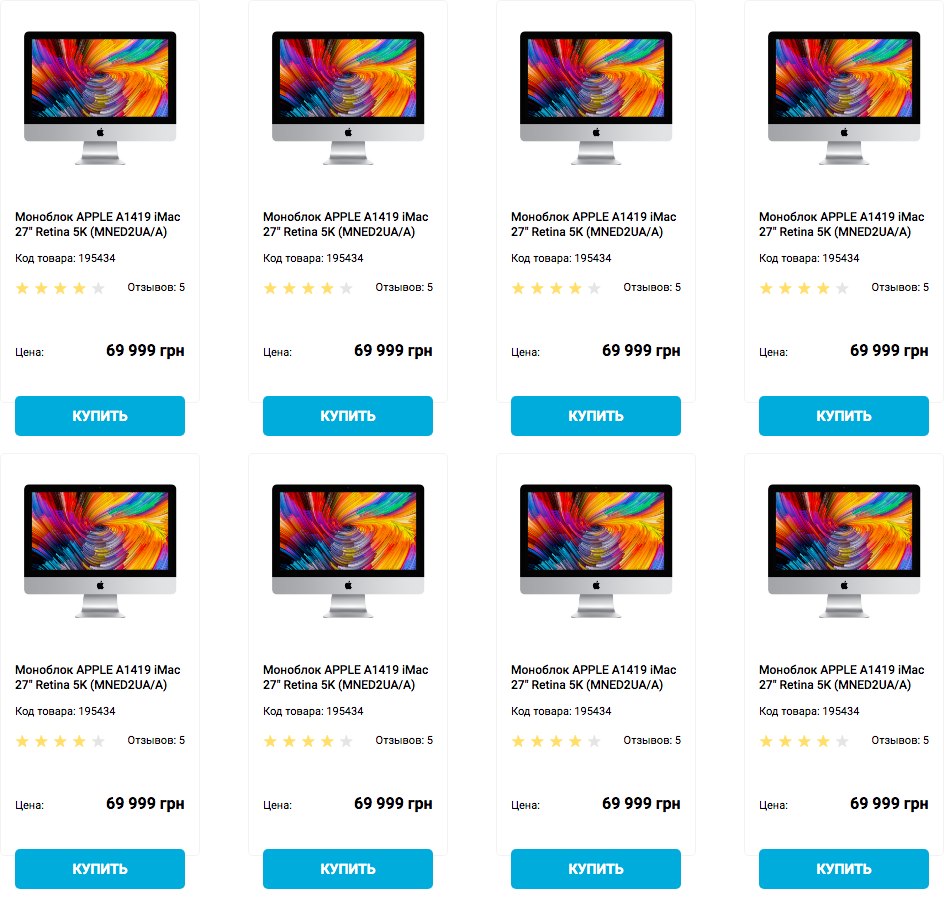 Моноблок APPLE A1419 iMac
27" Retina 5K (MNED2UA/A)
Код товара: 195434
Отзывов: 5
Цена: 69 999 грн
КУПИТЬ
Моноблок APPLE A1419 iMac
27" Retina 5K (MNED2UA/A)
Код товара: 195434
Отзывов: 5
Цена: 69 999 грн
КУПИТЬ
Моноблок APPLE A1419 iMac
27" Retina 5K (MNED2UA/A)
Код товара: 195434
Отзывов: 5
Цена: 69 999 грн
КУПИТЬ
Моноблок APPLE A1419 iMac
27" Retina 5K (MNED2UA/A)
Код товара: 195434
Отзывов: 5
Цена: 69 999 грн
КУПИТЬ
Моноблок APPLE A1419 iMac
27" Retina 5K (MNED2UA/A)
Код товара: 195434
Отзывов: 5
Цена: 69 999 грн
КУПИТЬ
Моноблок APPLE A1419 iMac
27" Retina 5K (MNED2UA/A)
Код товара: 195434
Отзывов: 5
Цена: 69 999 грн
КУПИТЬ
Моноблок APPLE A1419 iMac
27" Retina 5K (MNED2UA/A)
Код товара: 195434
Отзывов: 5
Цена: 69 999 грн
КУПИТЬ
Моноблок APPLE A1419 iMac
27" Retina 5K (MNED2UA/A)
Код товара: 195434
Отзывов: 5
Цена: 69 999 грн
КУПИТЬ